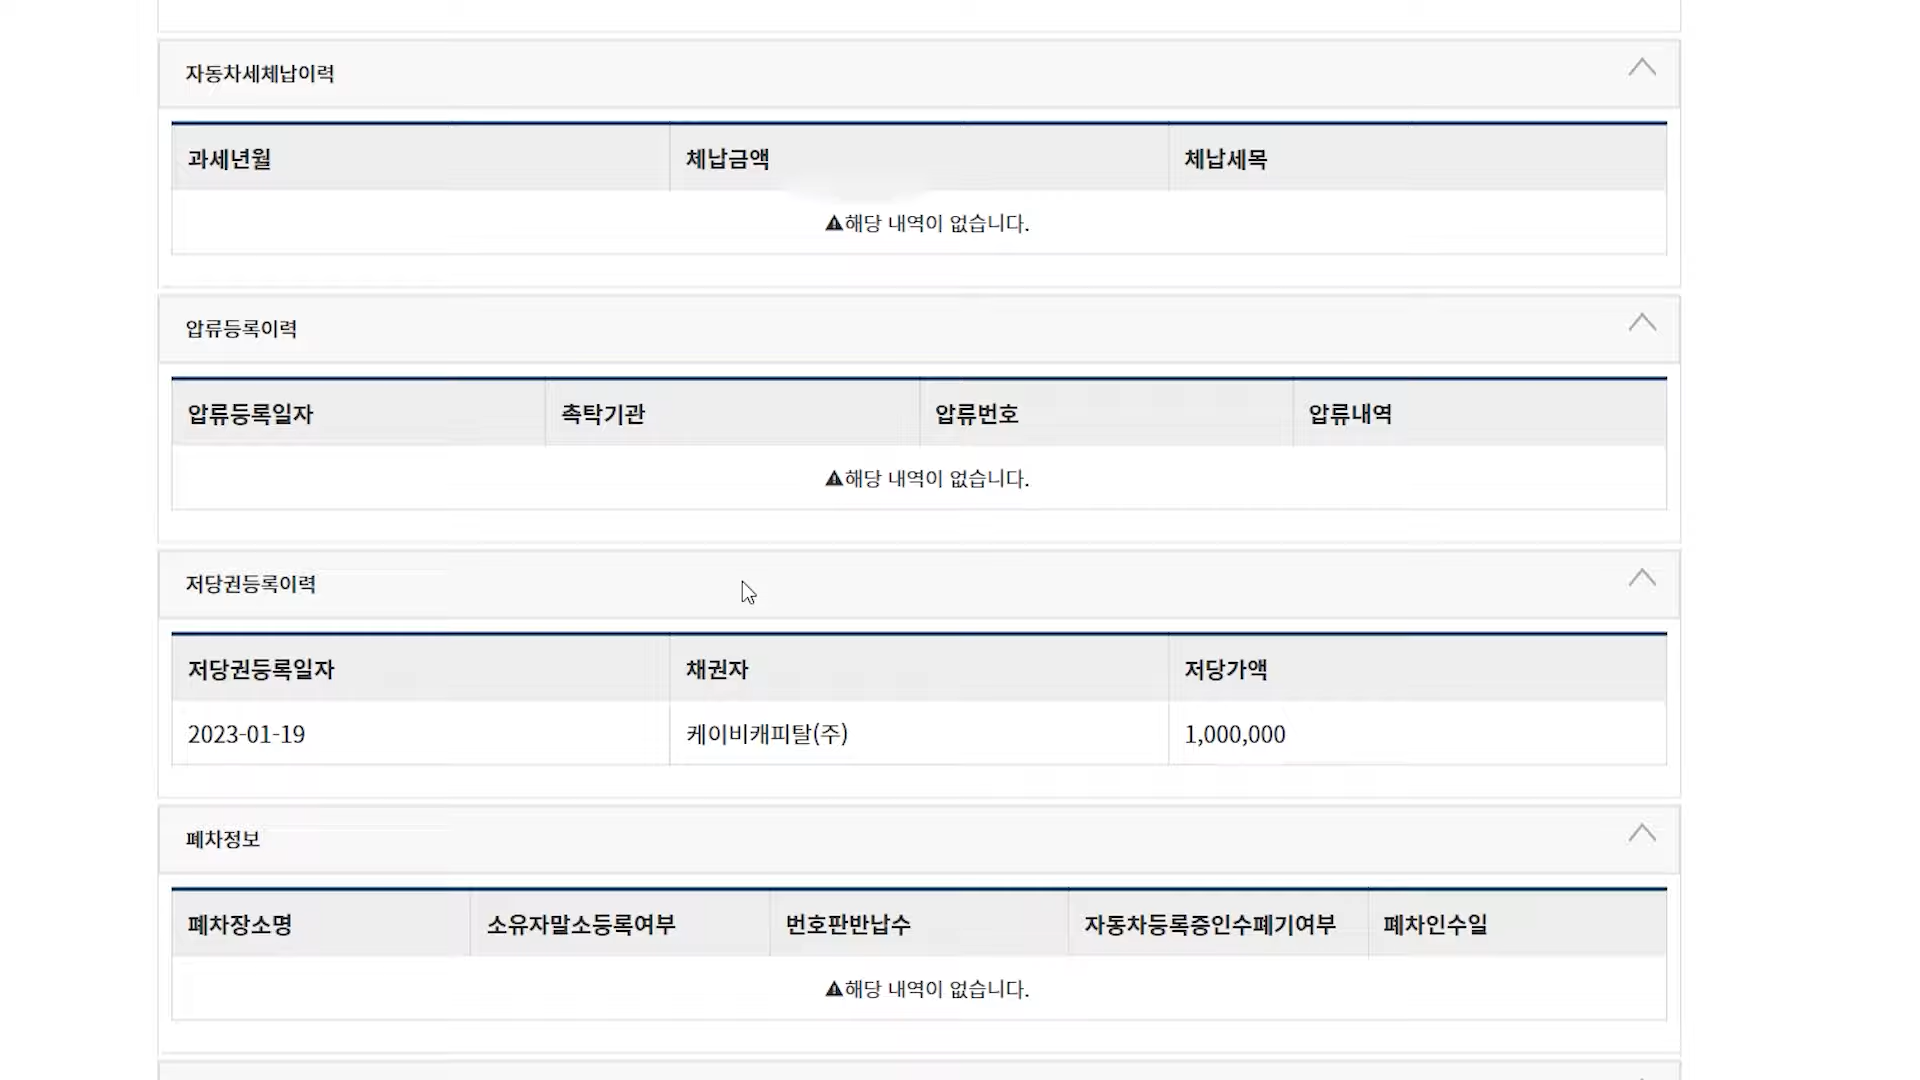 자동차세체납이력
과세년월 체납금액 체납세목
⚠해당 내역이 없습니다.
압류등록이력
압류등록일자 촉탁기관 압류번호 압류내역
⚠해당 내역이 없습니다.
저당권등록이력
저당권등록일자 채권자 저당가액
2023-01-19 케이비캐피탈(주) 1,000,000
폐차정보
폐차장소명 소유자말소등록여부 번호판반납수 자동차등록증인수폐기여부 폐차인수일
⚠해당 내역이 없습니다.